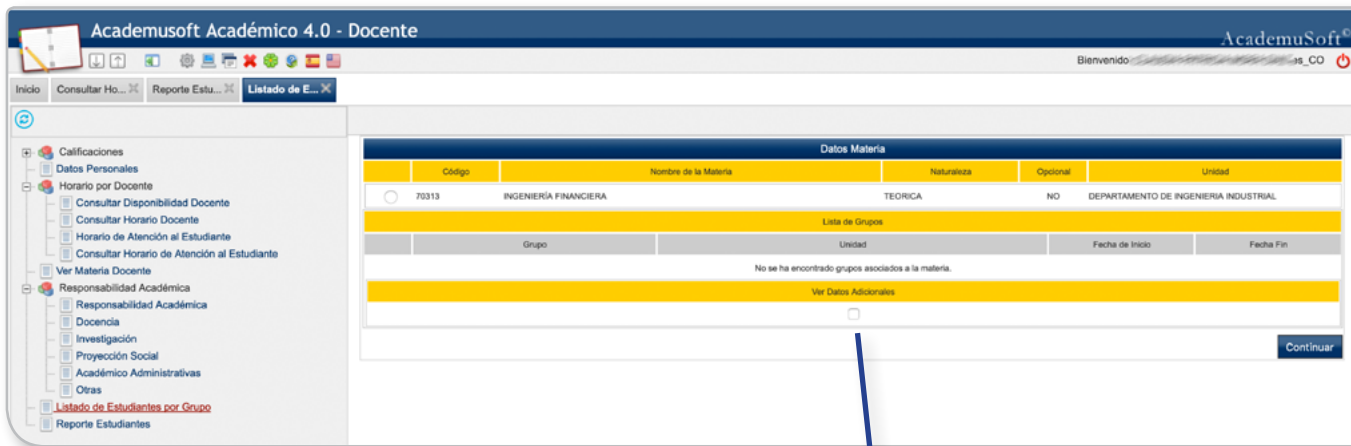 Academusoft Académico 4.0 - Docente
AcademuSoft©
Bienvenido
es_CO
Inicio
Consultar Ho...
Reporte Estu...
Listado de E...
Calificaciones
Datos Personales
Horario por Docente
Consultar Disponibilidad Docente
Consultar Horario Docente
Horario de Atención al Estudiante
Consultar Horario de Atención al Estudiante
Ver Materia Docente
Responsabilidad Académica
Responsabilidad Académica
Docencia
Investigación
Proyección Social
Académico Administrativas
Otras
Listado de Estudiantes por Grupo
Reporte Estudiantes
Datos Materia
Código Nombre de la Materia Naturaleza Opcional Unidad
70313 INGENIERÍA FINANCIERA TEORICA NO DEPARTAMENTO DE INGENIERIA INDUSTRIAL
Lista de Grupos
Grupo Unidad Fecha de Inicio Fecha Fin
No se ha encontrado grupos asociados a la materia.
Ver Datos Adicionales
Continuar